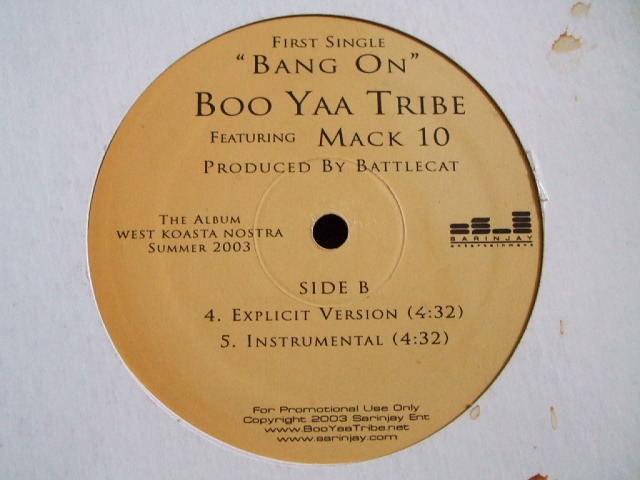 First Single
"Bang On"
Boo Yaa Tribe
Featuring Mack 10
Produced By Battlecat
The Album
West Koasta Nostra
Summer 2003
SARINJAY
entertainment
SIDE B
4. Explicit Version (4:32)
5. Instrumental (4:32)
For Promotional Use Only
Copyright 2003 Sarinjay Ent
www.BooYaaTribe.net
www.sarinjay.com